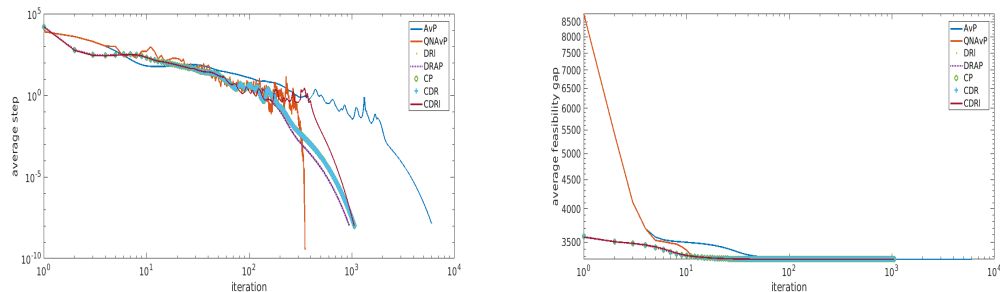 10^5
10^0
10^-5
10^-10
average step
10^0
10^1
10^2
10^3
10^4
iteration
AvP
QNAvP
DRI
DRAP
CP
CDR
CDRI
8500
8000
7500
7000
6500
6000
5500
5000
4500
4000
3500
average feasibility gap
10^0
10^1
10^2
10^3
10^4
iteration
AvP
QNAvP
DRI
DRAP
CP
CDR
CDRI